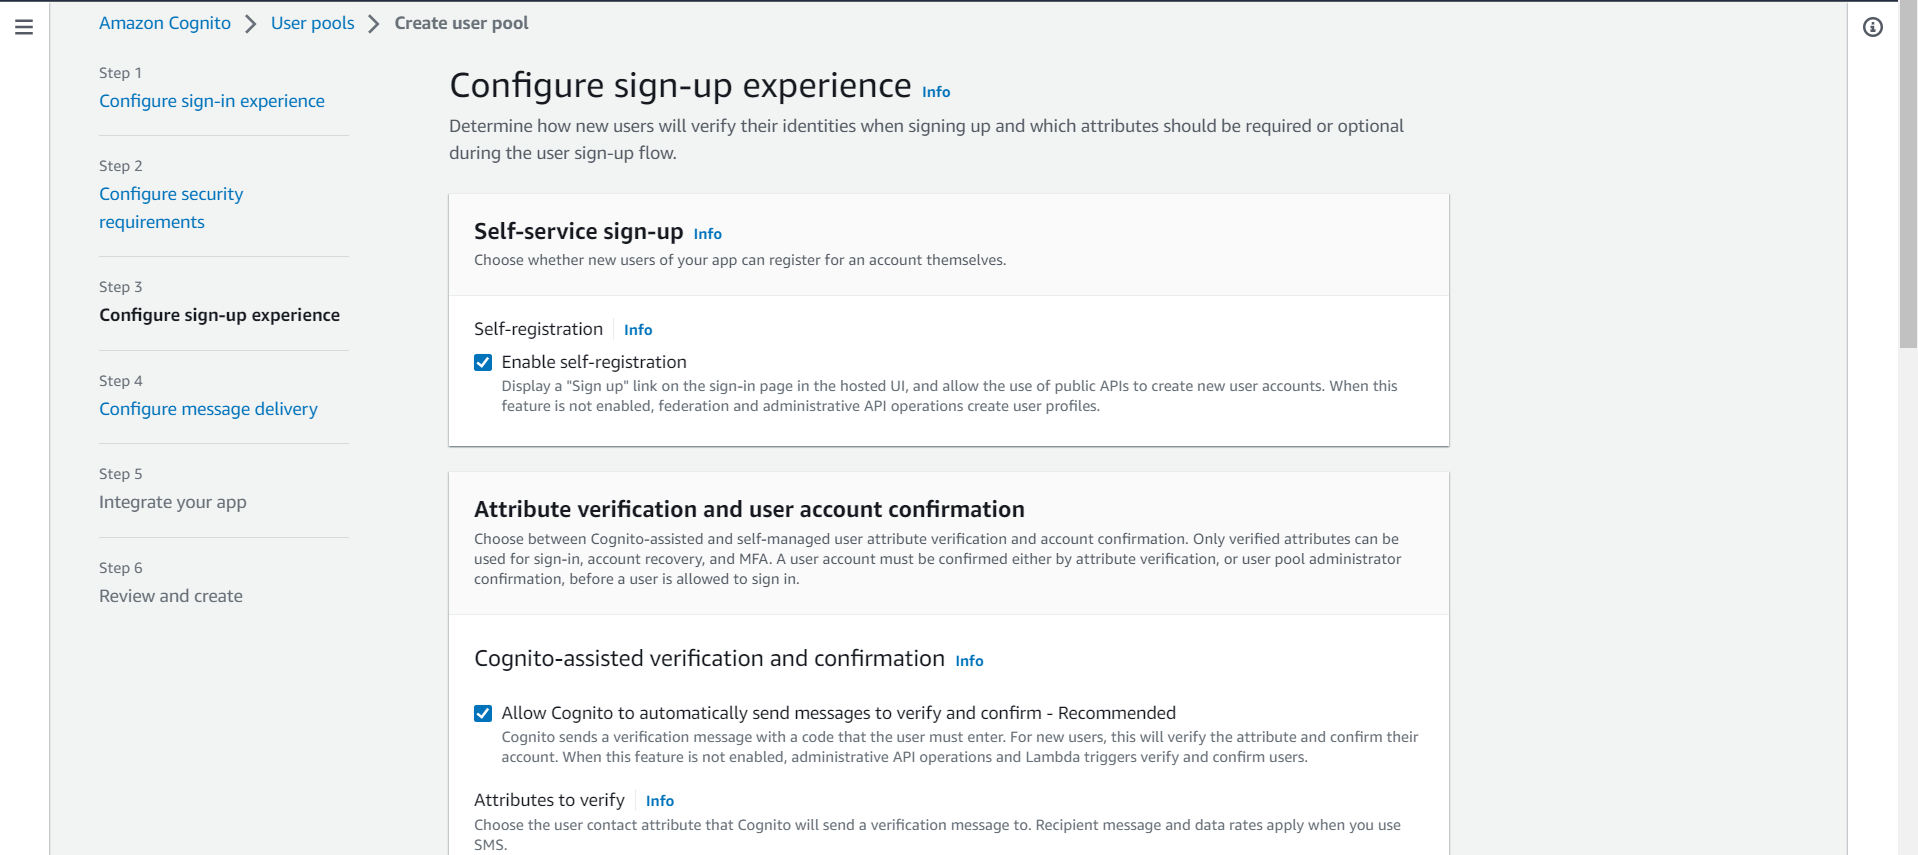 Amazon Cognito > User pools > Create user pool
Step 1
Configure sign-in experience
Step 2
Configure security
requirements
Step 3
Configure sign-up experience
Step 4
Configure message delivery
Step 5
Integrate your app
Step 6
Review and create
Configure sign-up experience Info
Determine how new users will verify their identities when signing up and which attributes should be required or optional
during the user sign-up flow.
Self-service sign-up Info
Choose whether new users of your app can register for an account themselves.
Self-registration Info
Enable self-registration
Display a "Sign up" link on the sign-in page in the hosted UI, and allow the use of public APIs to create new user accounts. When this
feature is not enabled, federation and administrative API operations create user profiles.
Attribute verification and user account confirmation
Choose between Cognito-assisted and self-managed user attribute verification and account confirmation. Only verified attributes can be
used for sign-in, account recovery, and MFA. A user account must be confirmed either by attribute verification, or user pool administrator
confirmation, before a user is allowed to sign in.
Cognito-assisted verification and confirmation Info
Allow Cognito to automatically send messages to verify and confirm - Recommended
Cognito sends a verification message with a code that the user must enter. For new users, this will verify the attribute and confirm their
account. When this feature is not enabled, administrative API operations and Lambda triggers verify and confirm users.
Attributes to verify Info
Choose the user contact attribute that Cognito will send a verification message to. Recipient message and data rates apply when you use
SMS.